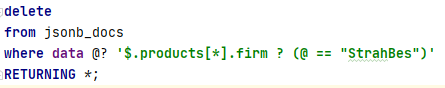 delete
from jsonb_docs
where data @? '$.products[*].firm ? (@ == "StrahBes")'
RETURNING *;